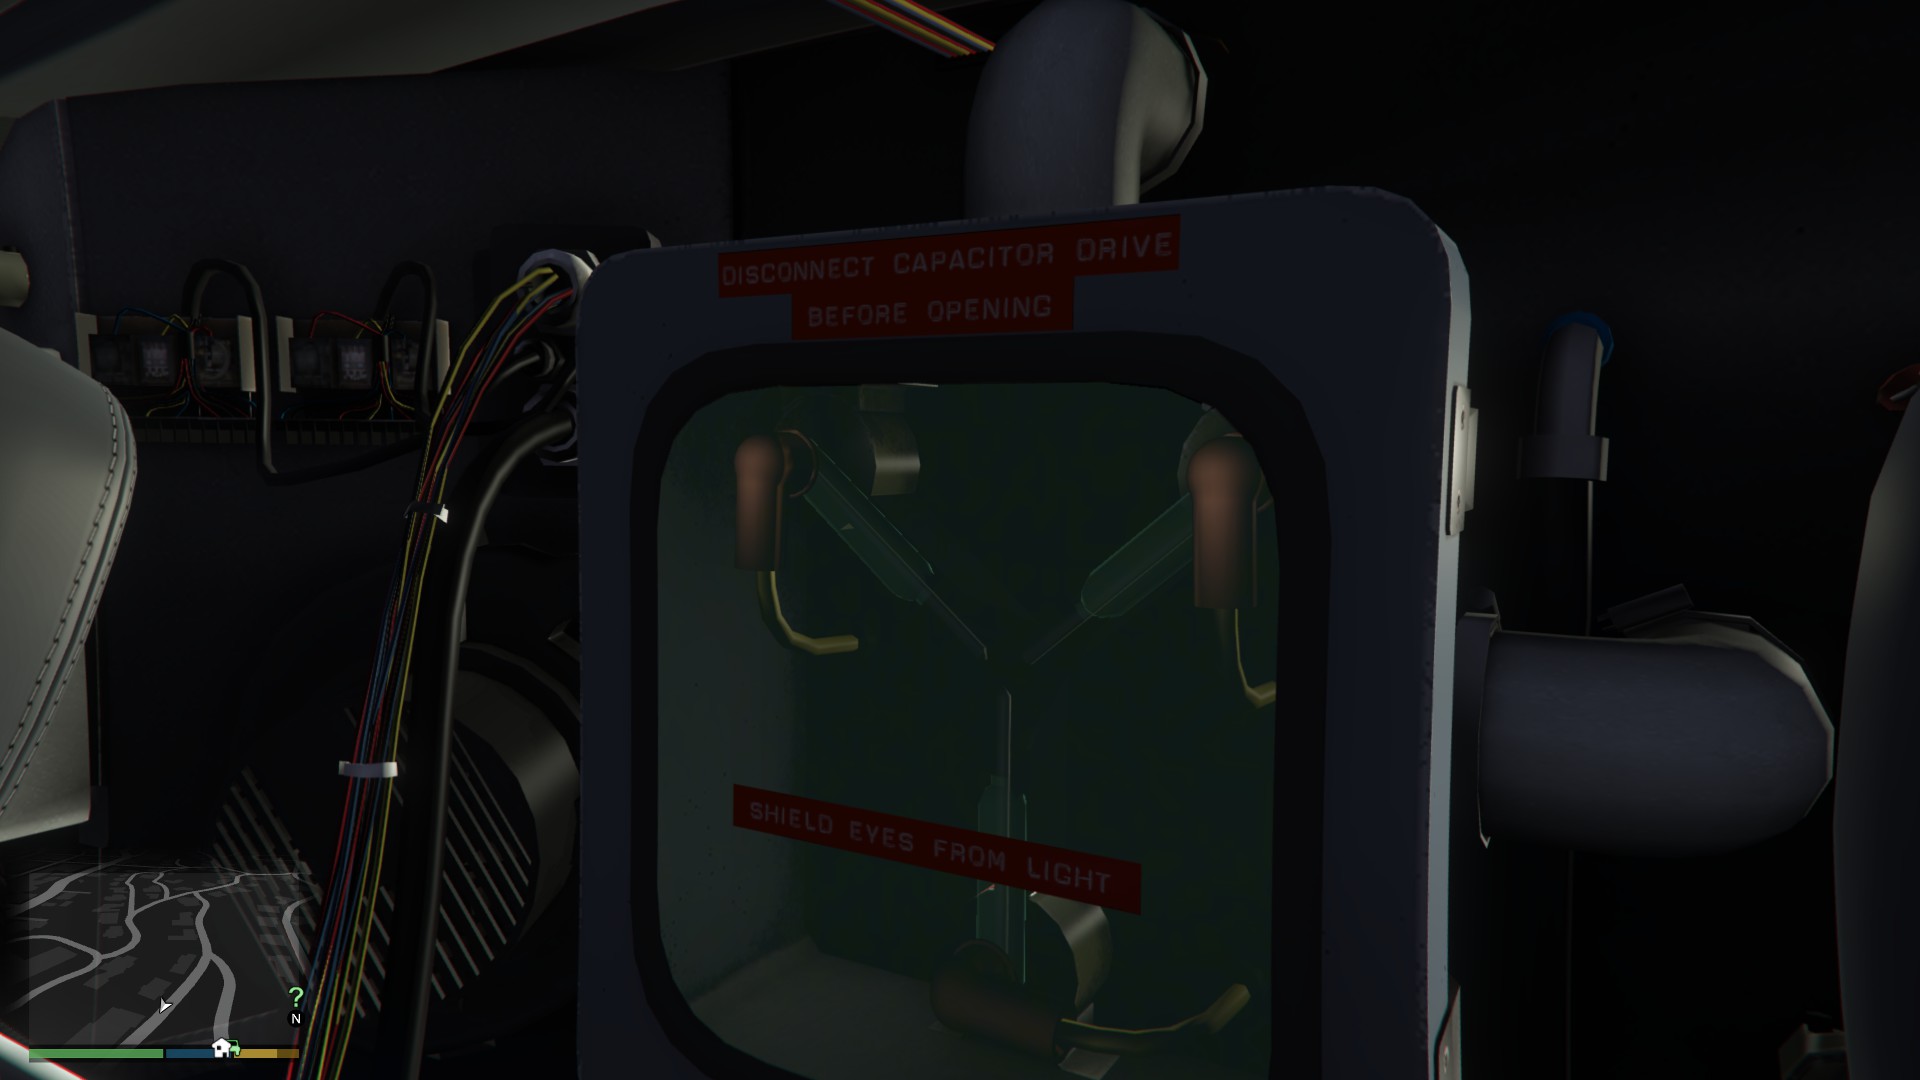 DISCONNECT CAPACITOR DRIVE
BEFORE OPENING
SHIELD EYES FROM LIGHT
?
N